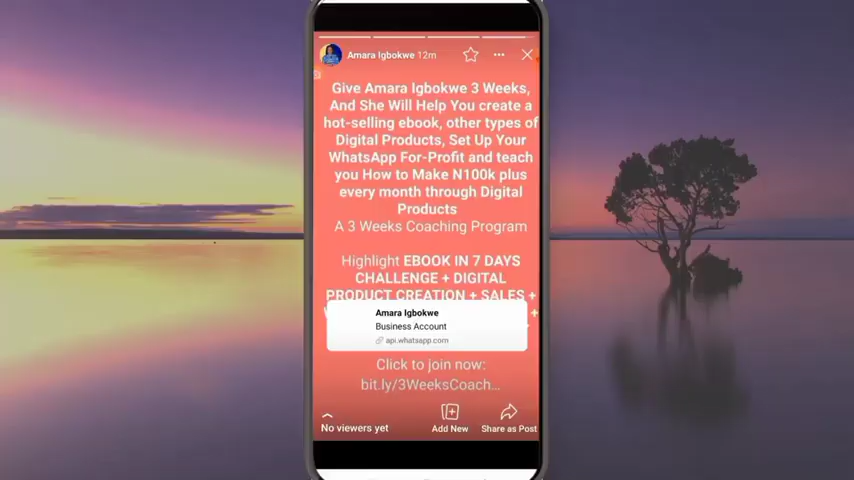 Amara Igbokwe 12m
Give Amara Igbokwe 3 Weeks,
And She Will Help You create a
hot-selling ebook, other types of
Digital Products, Set Up Your
WhatsApp For-Profit and teach
you How to Make N100k plus
every month through Digital
Products
A 3 Weeks Coaching Program
Highlight EBOOK IN 7 DAYS
CHALLENGE + DIGITAL
PRODUCT CREATION + SALES +
Amara Igbokwe
Business Account
api.whatsapp.com
Click to join now:
bit.ly/3WeeksCoach...
No viewers yet
Add New
Share as Post